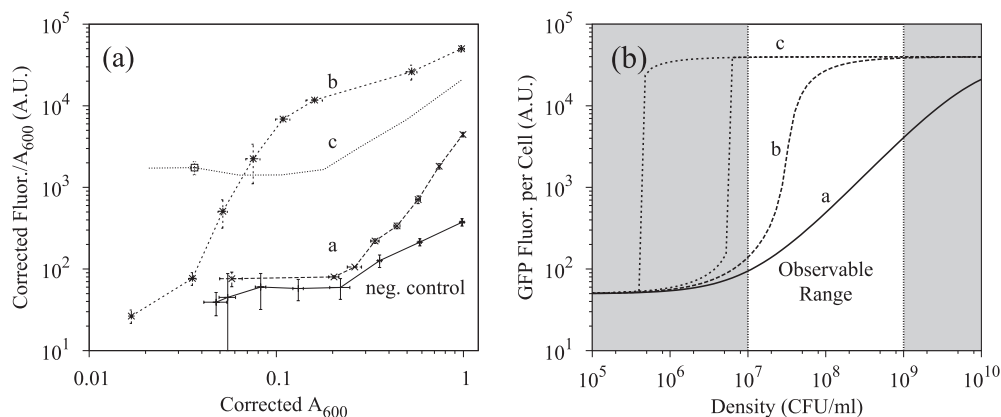 (a)
b
c
a
neg. control
10^5
10^4
10^3
10^2
10^1
0.01
0.1
1
Corrected Fluor./A_600 (A.U.)
Corrected A_600
(b)
c
b
a
Observable
Range
10^5
10^4
10^3
10^2
10^1
10^5
10^6
10^7
10^8
10^9
10^10
GFP Fluor. per Cell (A.U.)
Density (CFU/ml)